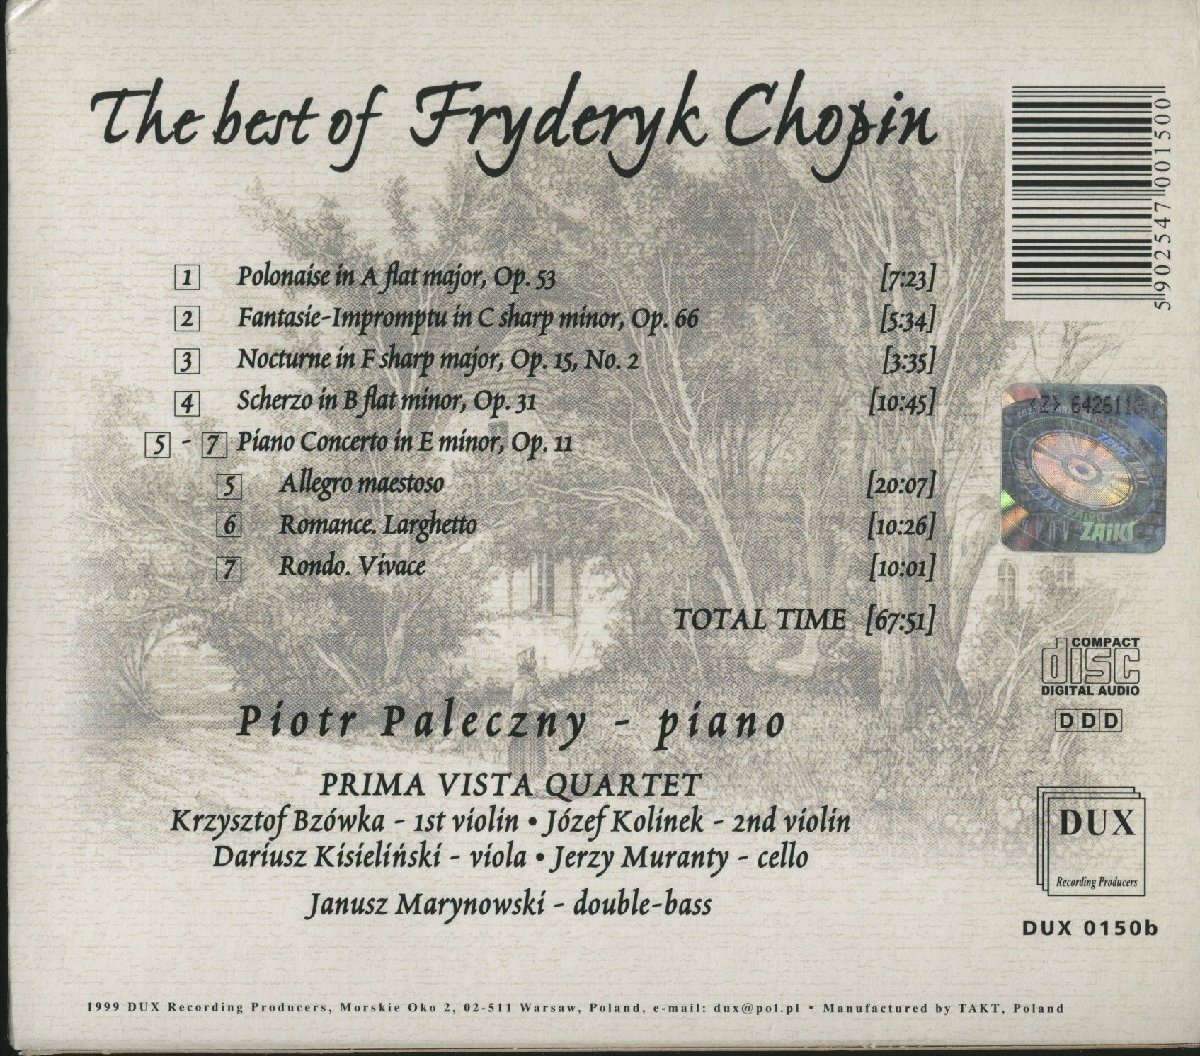 The best of Fryderyk Chopin
1 Polonaise in A flat major, Op. 53 [7:23]
2 Fantasie-Impromptu in C sharp minor, Op. 66 [5:34]
3 Nocturne in F sharp major, Op. 15, No. 2 [3:35]
4 Scherzo in B flat minor, Op. 31 [10:45]
5 - 7 Piano Concerto in E minor, Op. 11
5 Allegro maestoso [20:07]
6 Romance. Larghetto [10:26]
7 Rondo. Vivace [10:01]
TOTAL TIME [67:51]
Piotr Paleczny - piano
PRIMA VISTA QUARTET
Krzysztof Bzówka - 1st violin • Józef Kolinek - 2nd violin
Dariusz Kisieliński - viola • Jerzy Muranty - cello
Janusz Marynowski - double-bass
1999 DUX Recording Producers, Morskie Oko 2, 02-511 Warsaw, Poland, e-mail: dux@pol.pl • Manufactured by TAKT, Poland
5 902547 001500
ZAiKS
COMPACT
disc
DIGITAL AUDIO
DDD
DUX
Recording Producers
DUX 0150b